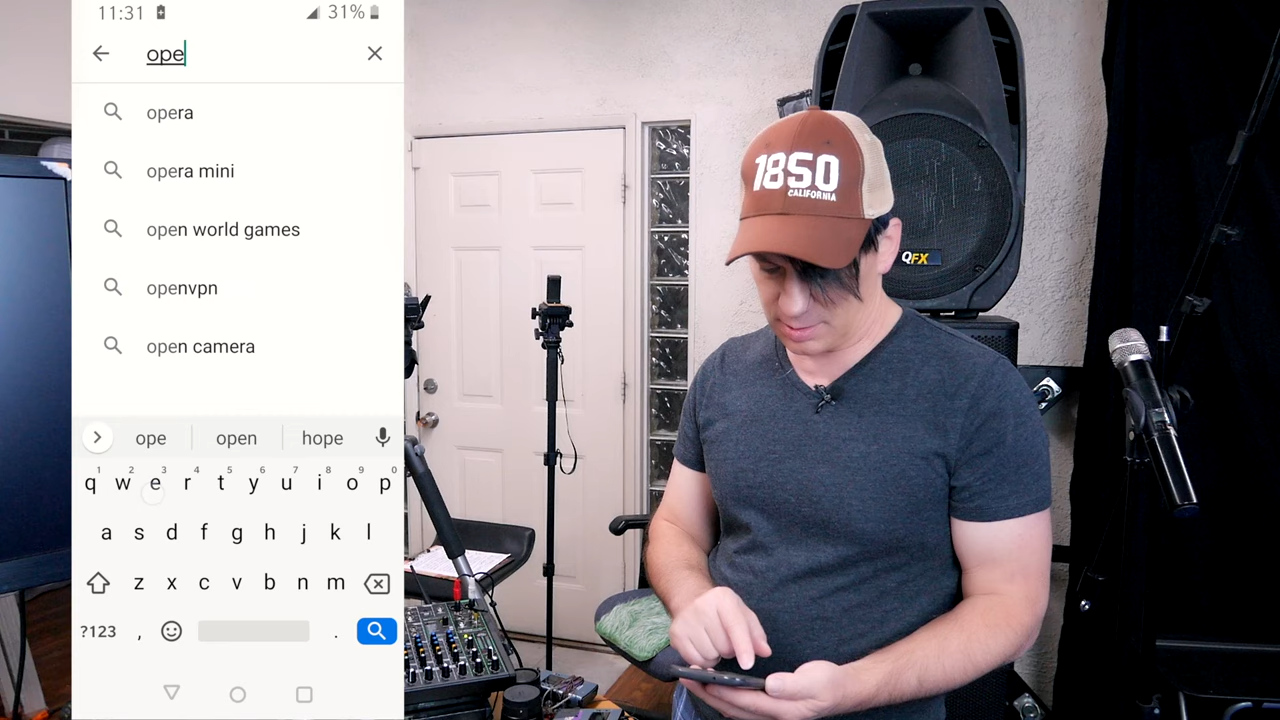 11:31 31%
ope
opera
opera mini
open world games
openvpn
open camera
ope open hope
1 2 3 4 5 6 7 8 9 0
q w e r t y u i o p
a s d f g h j k l
z x c v b n m
?123 , .
1850
CALIFORNIA
QFX